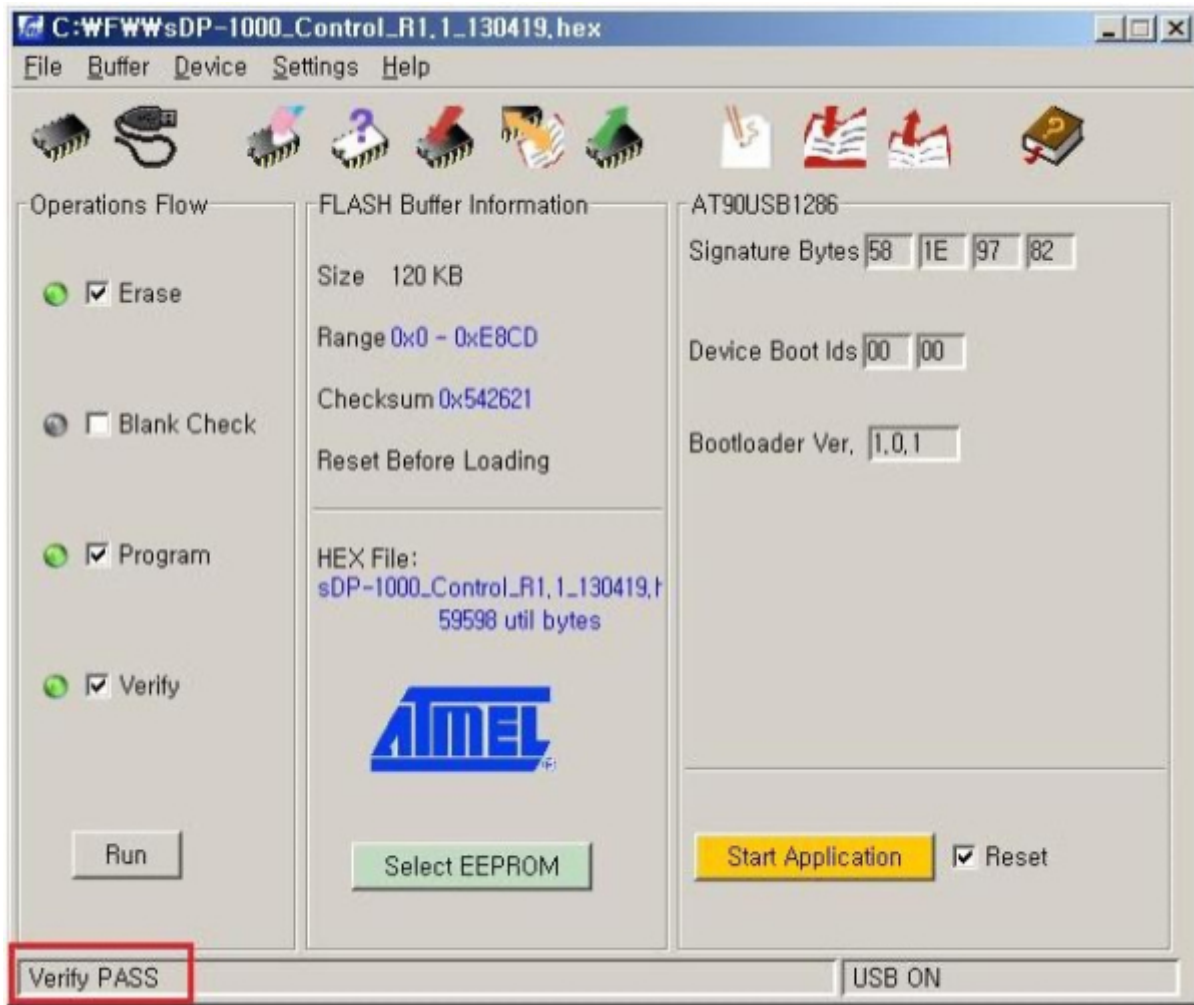 C:₩FW₩sDP-1000_Control_R1,1_130419,hex
File Buffer Device Settings Help
Operations Flow
Erase
Blank Check
Program
Verify
Run
FLASH Buffer Information
Size 120 KB
Range 0x0 - 0xE8CD
Checksum 0x542621
Reset Before Loading
HEX File:
sDP-1000_Control_R1,1_130419,h
59598 util bytes
ATMEL
Select EEPROM
AT90USB1286
Signature Bytes 58 1E 97 82
Device Boot Ids 00 00
Bootloader Ver, 1,0,1
Start Application Reset
Verify PASS
USB ON